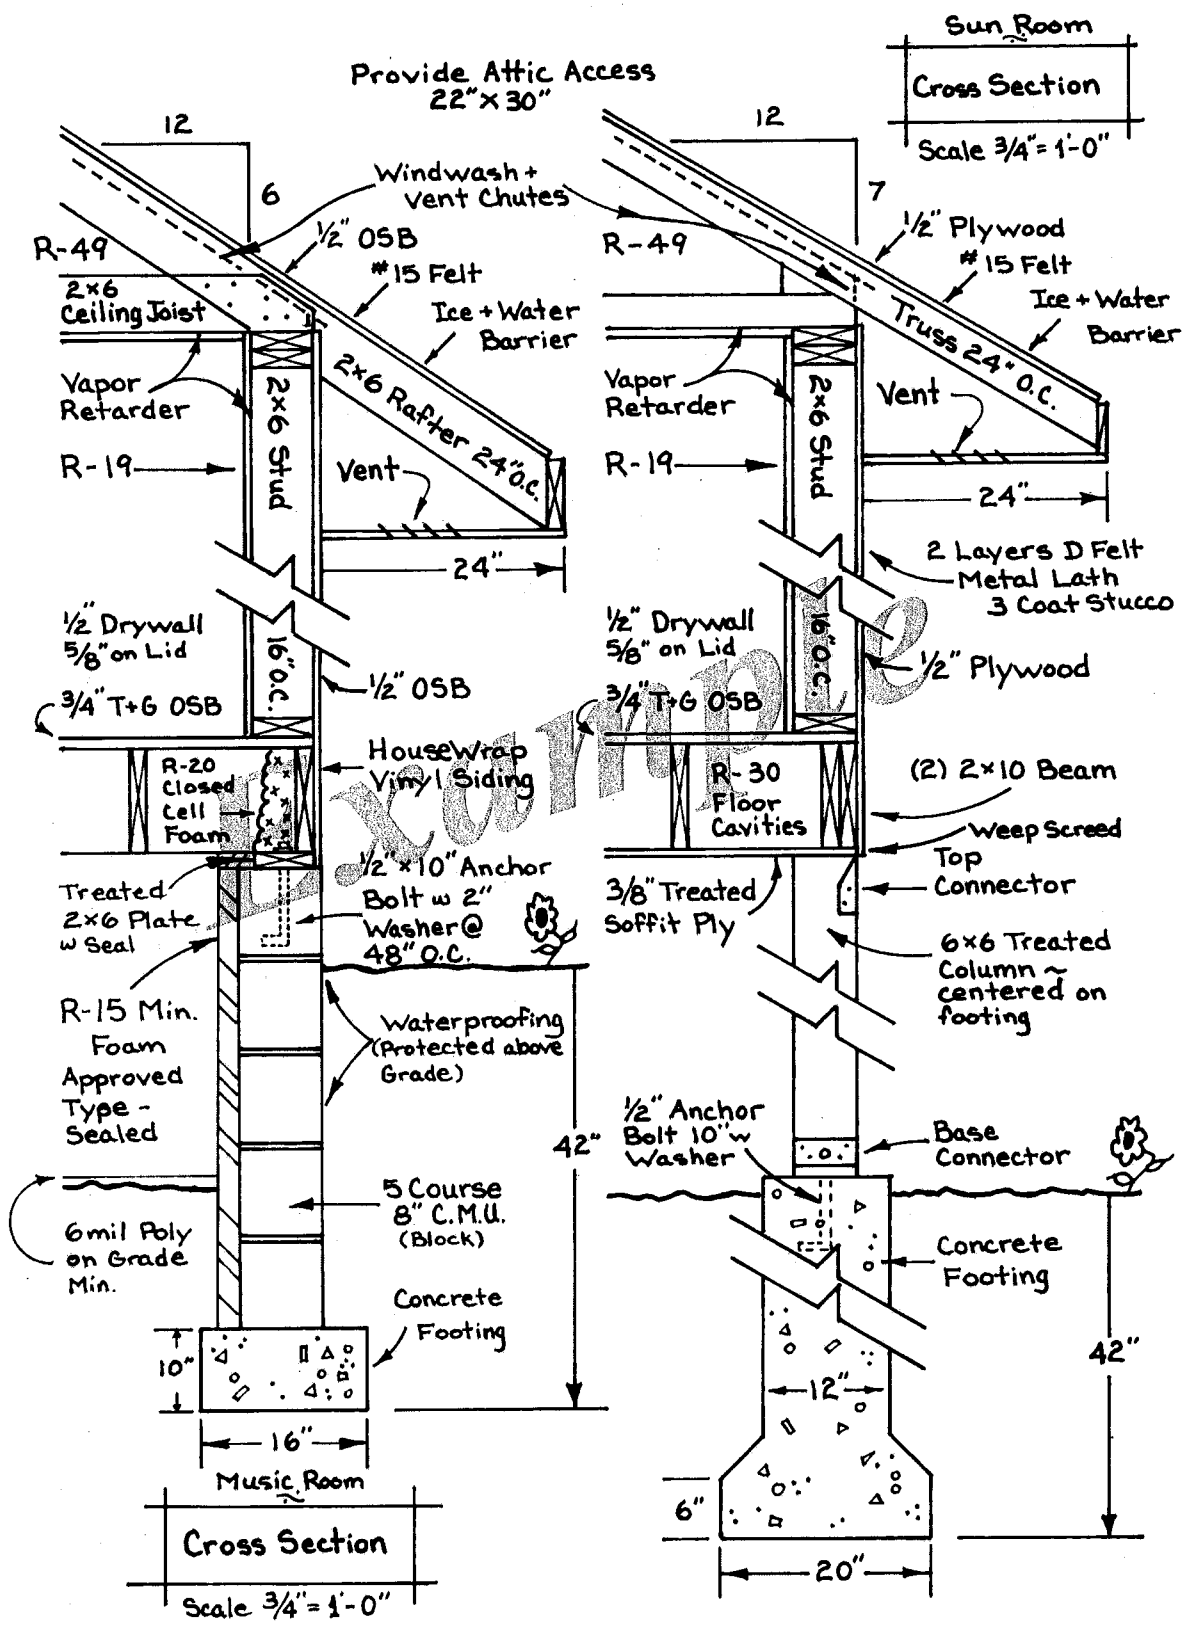 Sun Room
Cross Section
Scale 3/4" = 1'-0"
Provide Attic Access
22" X 30"
12
6
Windwash +
Vent Chutes
R-49
1/2" OSB
#15 Felt
2x6
Ceiling Joist
Ice + Water
Barrier
Vapor
Retarder
2x6 Rafter 24" O.C.
2x6 Stud
R-19
Vent
24"
1/2" Drywall
5/8" on Lid
16" O.C.
1/2" OSB
3/4" T+G OSB
House Wrap
Vinyl Siding
R-20
Closed
Cell
Foam
1/2" x 10" Anchor
Bolt w 2"
Washer @
48" O.C.
Treated
2x6 Plate
w Seal
R-15 Min.
Foam
Approved
Type -
Sealed
Waterproofing
(Protected above
Grade)
42"
5 Course
8" C.M.U.
(Block)
6 mil Poly
on Grade
Min.
Concrete
Footing
10"
16"
Music Room
Cross Section
Scale 3/4" = 1'-0"
12
7
R-49
1/2" Plywood
#15 Felt
Ice + Water
Barrier
Truss 24" O.C.
Vapor
Retarder
2x6 Stud
Vent
R-19
24"
2 Layers D Felt
Metal Lath
3 Coat Stucco
1/2" Drywall
5/8" on Lid
16" O.C.
1/2" Plywood
3/4" T+G OSB
R-30
Floor
Cavities
(2) 2x10 Beam
Weep Screed
Top
Connector
3/8" Treated
Soffit Ply
6x6 Treated
Column ~
centered on
footing
1/2" Anchor
Bolt 10" w
Washer
Base
Connector
Concrete
Footing
42"
12"
6"
20"
Example